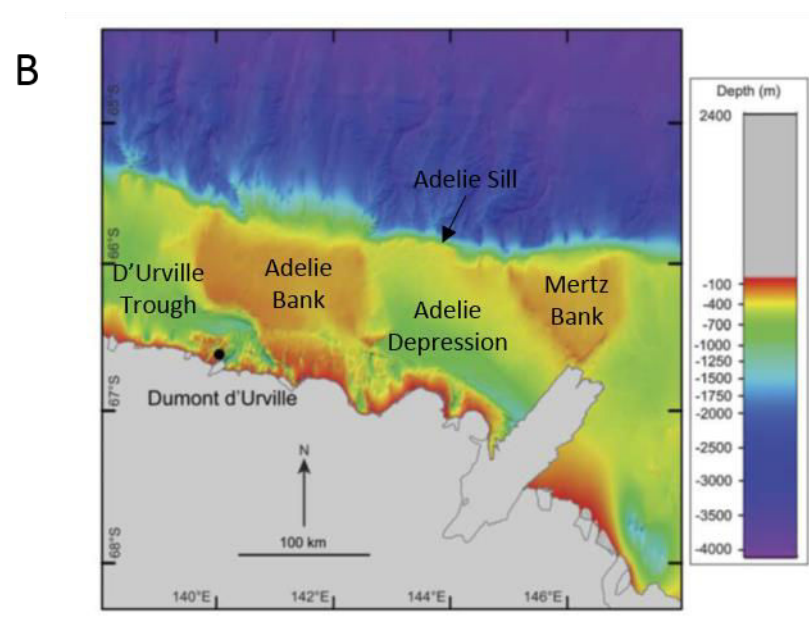 B
Depth (m)
2400
-100
-400
-700
-1000
-1250
-1500
-1750
-2000
-2500
-3000
-3500
-4000
65°S
66°S
67°S
68°S
Adelie Sill
D'Urville
Trough
Adelie
Bank
Adelie
Depression
Mertz
Bank
Dumont d'Urville
N
100 km
140°E
142°E
144°E
146°E